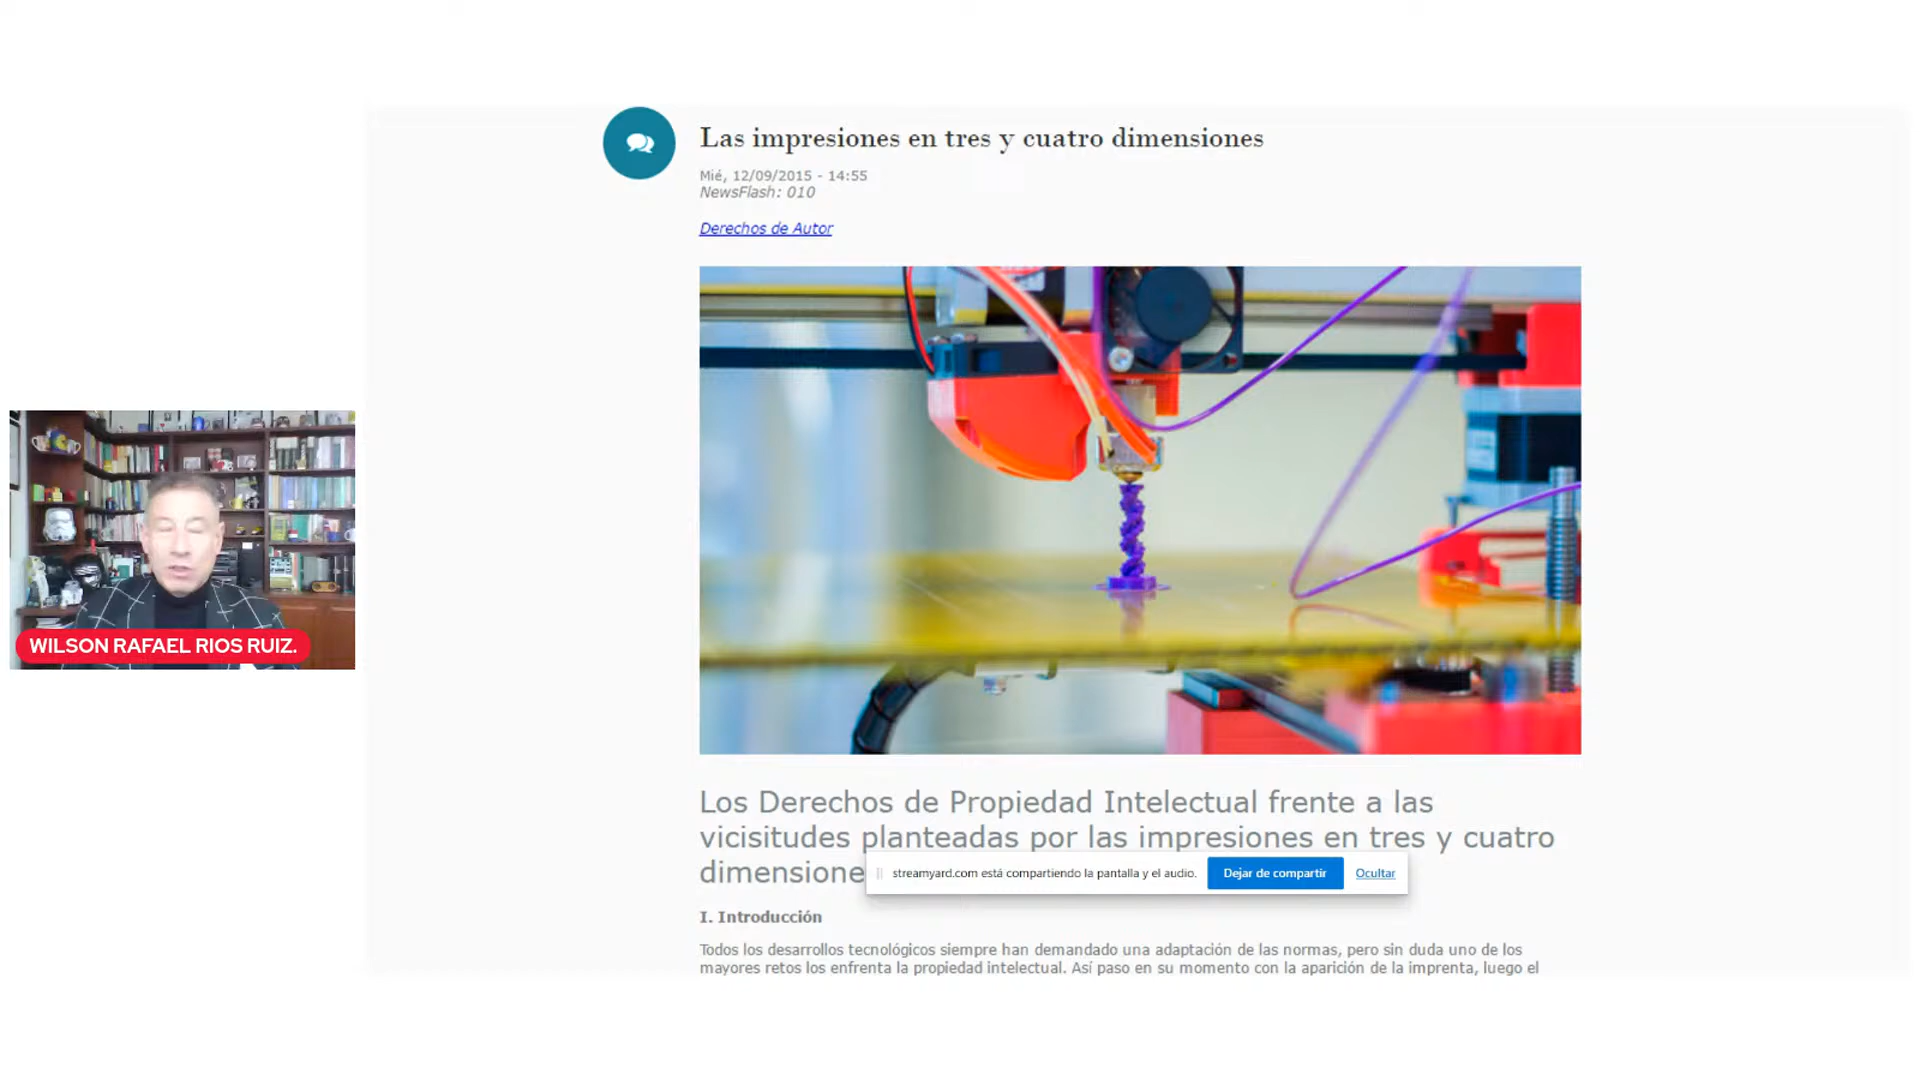 Las impresiones en tres y cuatro dimensiones
Mié, 12/09/2015 - 14:55
NewsFlash: 010
Derechos de Autor
WILSON RAFAEL RIOS RUIZ.
Los Derechos de Propiedad Intelectual frente a las
vicisitudes planteadas por las impresiones en tres y cuatro
dimensione
streamyard.com está compartiendo la pantalla y el audio.
Dejar de compartir
Ocultar
I. Introducción
Todos los desarrollos tecnológicos siempre han demandado una adaptación de las normas, pero sin duda uno de los
mayores retos los enfrenta la propiedad intelectual. Así paso en su momento con la aparición de la imprenta, luego el